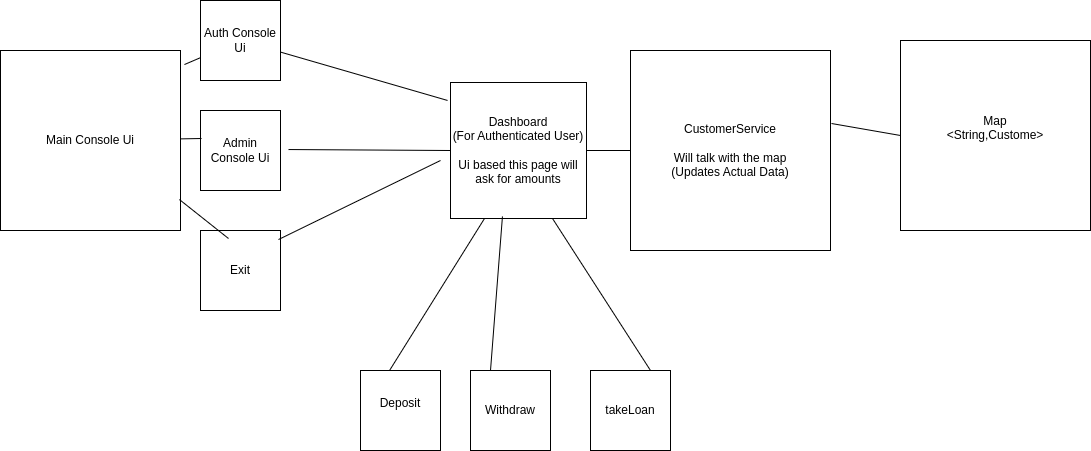 Auth Console
Ui
Main Console Ui
Admin
Console Ui
Exit
Dashboard
(For Authenticated User)
Ui based this page will
ask for amounts
CustomerService
Will talk with the map
(Updates Actual Data)
Map
<String,Custome>
Deposit
Withdraw
takeLoan